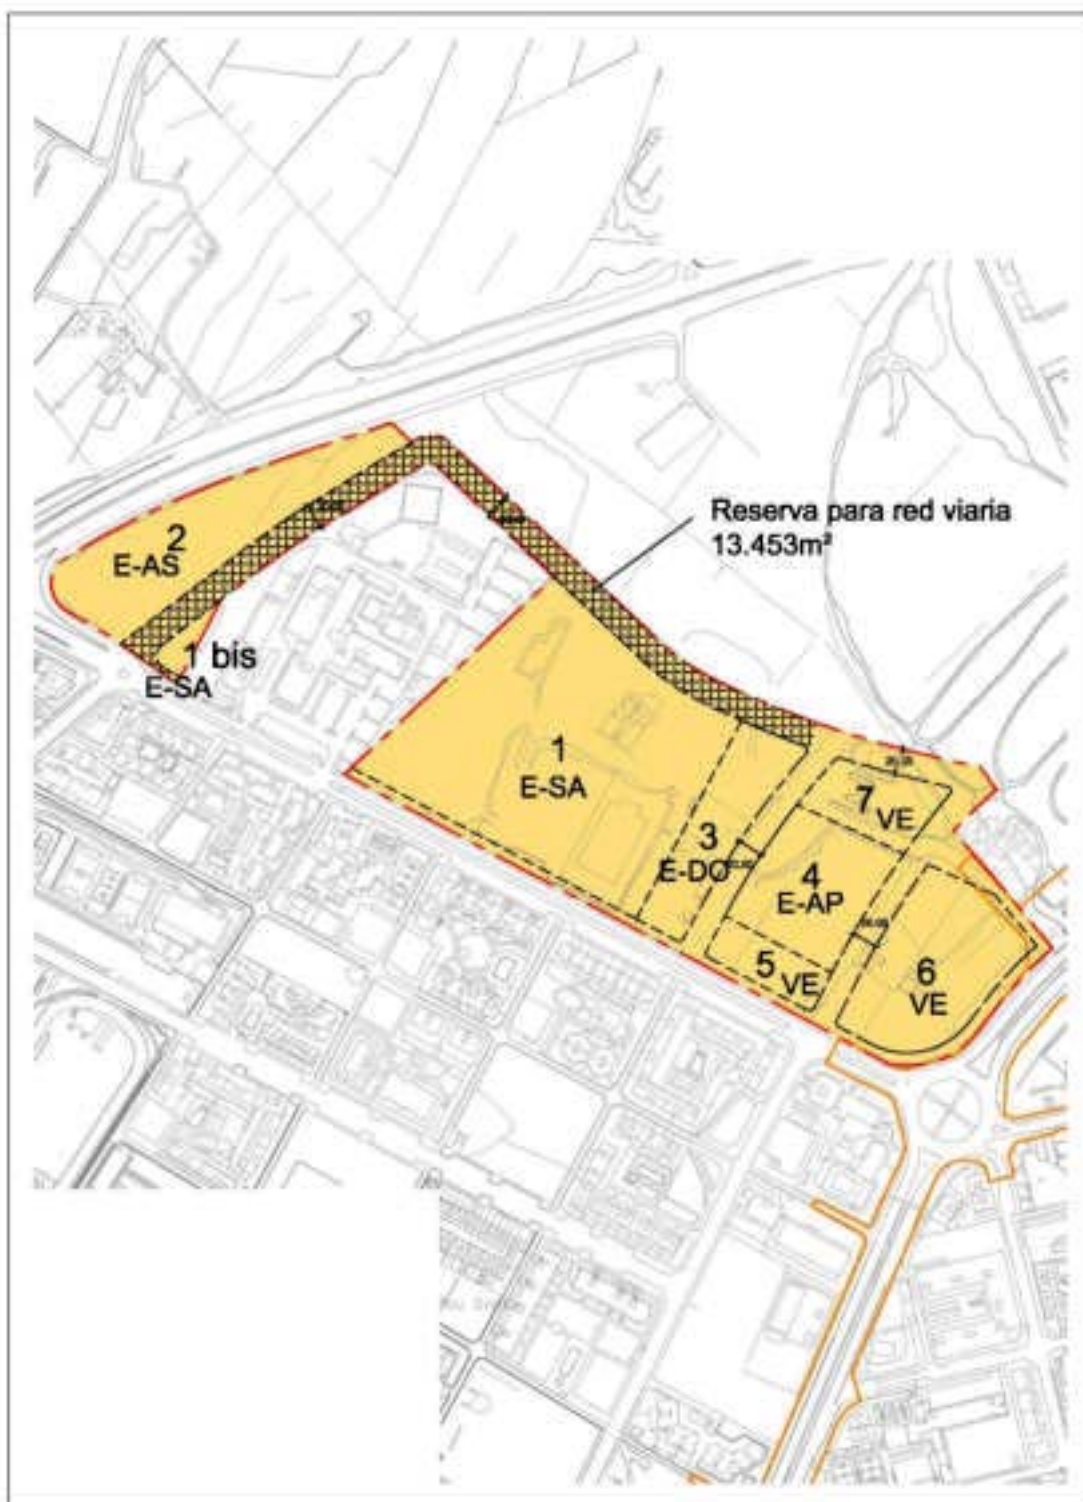 Reserva para red viaria
13.453m²
2
E-AS
1 bis
E-SA
1
E-SA
3
E-DO
7 VE
4
E-AP
5 VE
6
VE